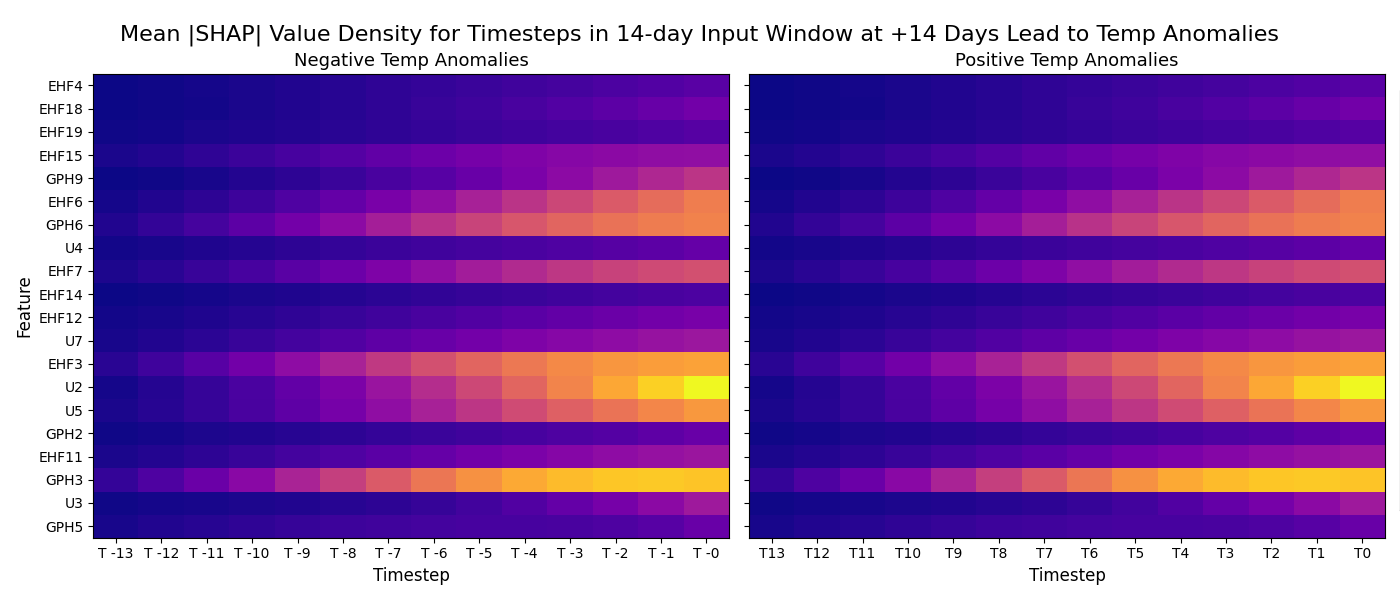 Mean |SHAP| Value Density for Timesteps in 14-day Input Window at +14 Days Lead to Temp Anomalies
Negative Temp Anomalies
Positive Temp Anomalies
Feature
EHF4
EHF18
EHF19
EHF15
GPH9
EHF6
GPH6
U4
EHF7
EHF14
EHF12
U7
EHF3
U2
U5
GPH2
EHF11
GPH3
U3
GPH5
T -13 T -12 T -11 T -10 T -9 T -8 T -7 T -6 T -5 T -4 T -3 T -2 T -1 T -0
Timestep
T13 T12 T11 T10 T9 T8 T7 T6 T5 T4 T3 T2 T1 T0
Timestep